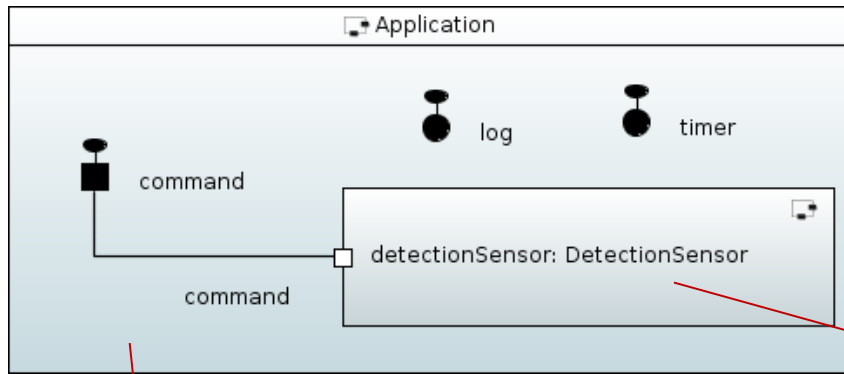 Application
log
timer
command
detectionSensor: DetectionSensor
command